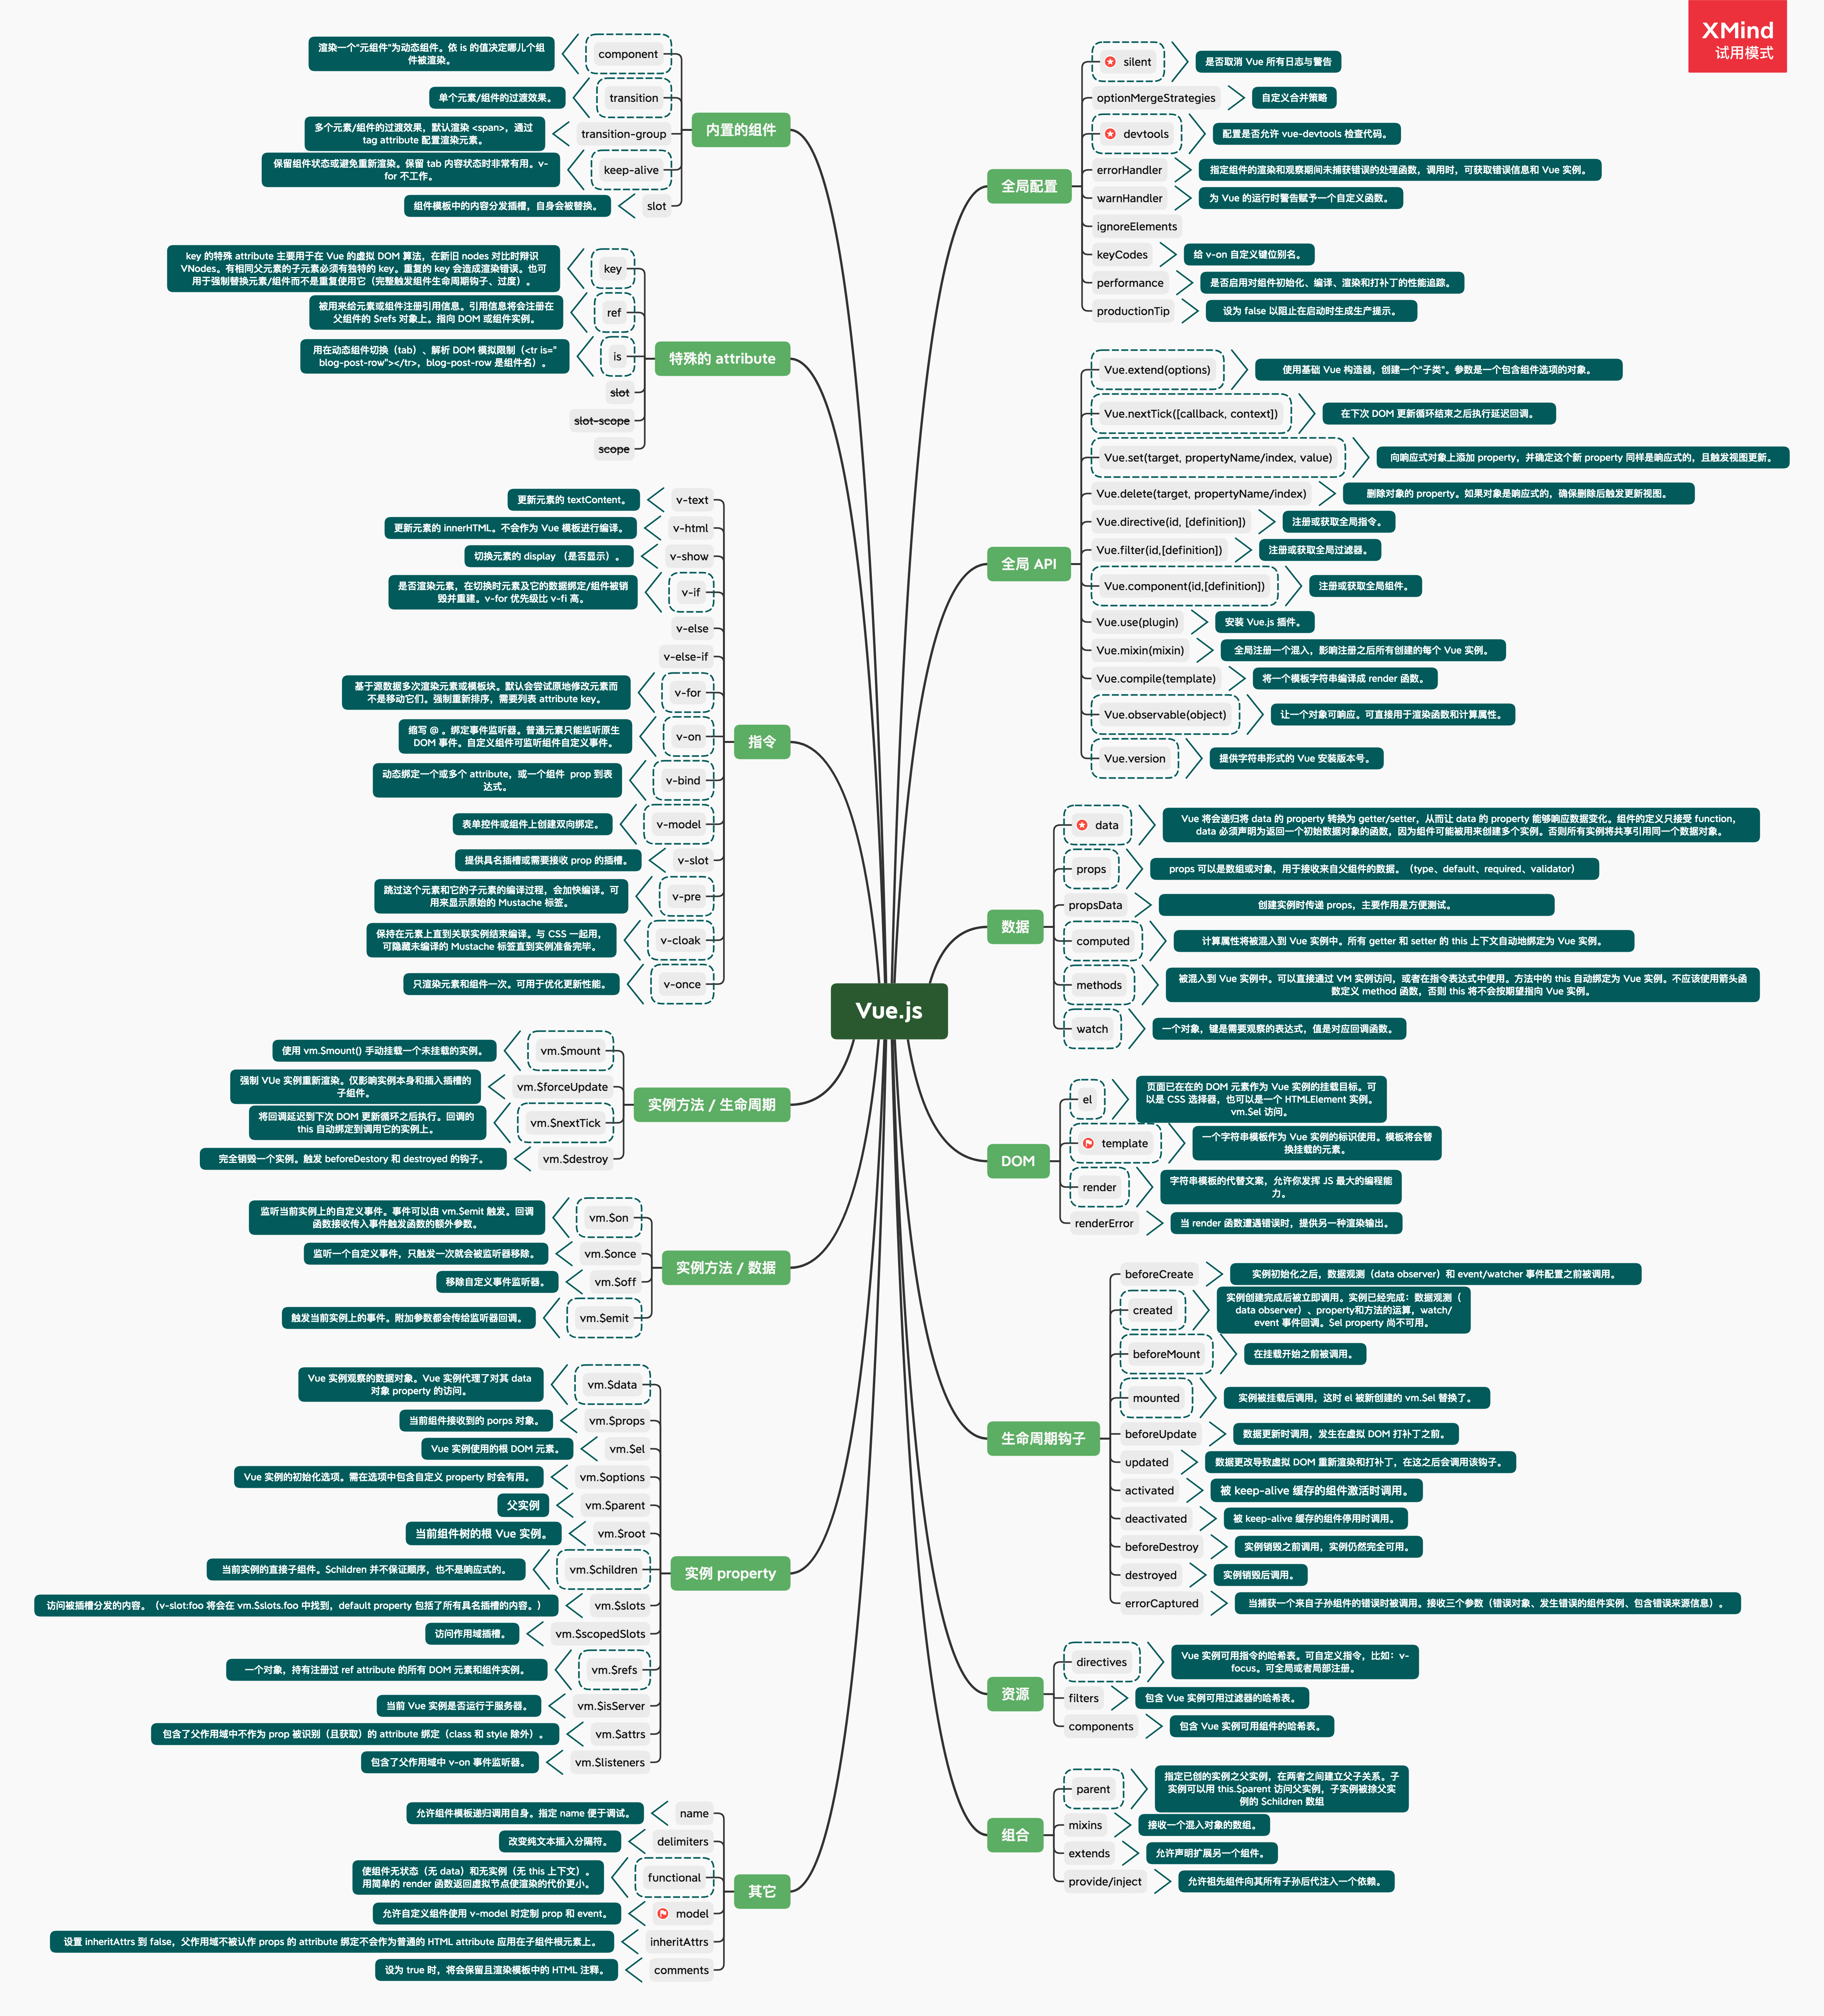 XMind
试用模式
Vue.js
内置的组件
component
渲染一个“元组件”为动态组件。依 is 的值决定哪儿个组
件被渲染。
transition
单个元素/组件的过渡效果。
transition-group
多个元素/组件的过渡效果，默认渲染 <span>，通过
tag attribute 配置渲染元素。
keep-alive
保留组件状态或避免重新渲染。保留 tab 内容状态时非常有用。v-
for 不工作。
slot
组件模板中的内容分发插槽，自身会被替换。
特殊的 attribute
key
key 的特殊 attribute 主要用于在 Vue 的虚拟 DOM 算法，在新旧 nodes 对比时辩识
VNodes。有相同父元素的子元素必须有独特的 key。重复的 key 会造成渲染错误。也可
用于强制替换元素/组件而不是重复使用它（完整触发组件生命周期钩子、过度）。
ref
被用来给元素或组件注册引用信息。引用信息将会注册在
父组件的 $refs 对象上。指向 DOM 或组件实例。
is
用在动态组件切换（tab）、解析 DOM 模拟限制（<tr is="
blog-post-row"></tr>，blog-post-row 是组件名）。
slot
slot-scope
scope
指令
v-text
更新元素的 textContent。
v-html
更新元素的 innerHTML。不会作为 Vue 模板进行编译。
v-show
切换元素的 display （是否显示）。
v-if
是否渲染元素，在切换时元素及它的数据绑定/组件被销
毁并重建。v-for 优先级比 v-fi 高。
v-else
v-else-if
v-for
基于源数据多次渲染元素或模板块。默认会尝试原地修改元素而
不是移动它们。强制重新排序，需要列表 attribute key。
v-on
缩写 @ 。绑定事件监听器。普通元素只能监听原生
DOM 事件。自定义组件可监听组件自定义事件。
v-bind
动态绑定一个或多个 attribute，或一个组件 prop 到表
达式。
v-model
表单控件或组件上创建双向绑定。
v-slot
提供具名插槽或需要接收 prop 的插槽。
v-pre
跳过这个元素和它的子元素的编译过程，会加快编译。可
用来显示原始的 Mustache 标签。
v-cloak
保持在元素上直到关联实例结束编译。与 CSS 一起用，
可隐藏未编译的 Mustache 标签直到实例准备完毕。
v-once
只渲染元素和组件一次。可用于优化更新性能。
实例方法 / 生命周期
vm.$mount
使用 vm.$mount() 手动挂载一个未挂载的实例。
vm.$forceUpdate
强制 VUe 实例重新渲染。仅影响实例本身和插入插槽的
子组件。
vm.$nextTick
将回调延迟到下次 DOM 更新循环之后执行。回调的
this 自动绑定到调用它的实例上。
vm.$destroy
完全销毁一个实例。触发 beforeDestory 和 destroyed 的钩子。
实例方法 / 数据
vm.$on
监听当前实例上的自定义事件。事件可以由 vm.$emit 触发。回调
函数接收传入事件触发函数的额外参数。
vm.$once
监听一个自定义事件，只触发一次就会被监听器移除。
vm.$off
移除自定义事件监听器。
vm.$emit
触发当前实例上的事件。附加参数都会传给监听器回调。
实例 property
vm.$data
Vue 实例观察的数据对象。Vue 实例代理了对其 data
对象 property 的访问。
vm.$props
当前组件接收到的 porps 对象。
vm.$el
Vue 实例使用的根 DOM 元素。
vm.$options
Vue 实例的初始化选项。需在选项中包含自定义 property 时会有用。
vm.$parent
父实例
vm.$root
当前组件树的根 Vue 实例。
vm.$children
当前实例的直接子组件。$children 并不保证顺序，也不是响应式的。
vm.$slots
访问被插槽分发的内容。（v-slot:foo 将会在 vm.$slots.foo 中找到，default property 包括了所有具名插槽的内容。）
vm.$scopedSlots
访问作用域插槽。
vm.$refs
一个对象，持有注册过 ref attribute 的所有 DOM 元素和组件实例。
vm.$isServer
当前 Vue 实例是否运行于服务器。
vm.$attrs
包含了父作用域中不作为 prop 被识别（且获取）的 attribute 绑定（class 和 style 除外）。
vm.$listeners
包含了父作用域中 v-on 事件监听器。
其它
name
允许组件模板递归调用自身。指定 name 便于调试。
delimiters
改变纯文本插入分隔符。
functional
使组件无状态（无 data）和无实例（无 this 上下文）。
用简单的 render 函数返回虚拟节点使渲染的代价更小。
model
允许自定义组件使用 v-model 时定制 prop 和 event。
inheritAttrs
设置 inheritAttrs 到 false，父作用域不被认作 props 的 attribute 绑定不会作为普通的 HTML attribute 应用在子组件根元素上。
comments
设为 true 时，将会保留且渲染模板中的 HTML 注释。
全局配置
silent
是否取消 Vue 所有日志与警告
optionMergeStrategies
自定义合并策略
devtools
配置是否允许 vue-devtools 检查代码。
errorHandler
指定组件的渲染和观察期间未捕获错误的处理函数，调用时，可获取错误信息和 Vue 实例。
warnHandler
为 Vue 的运行时警告赋予一个自定义函数。
ignoreElements
keyCodes
给 v-on 自定义键位别名。
performance
是否启用对组件初始化、编译、渲染和打补丁的性能追踪。
productionTip
设为 false 以阻止在启动时生成生产提示。
全局 API
Vue.extend(options)
使用基础 Vue 构造器，创建一个“子类”。参数是一个包含组件选项的对象。
Vue.nextTick([callback, context])
在下次 DOM 更新循环结束之后执行延迟回调。
Vue.set(target, propertyName/index, value)
向响应式对象上添加 property，并确定这个新 property 同样是响应式的，且触发视图更新。
Vue.delete(target, propertyName/index)
删除对象的 property。如果对象是响应式的，确保删除后触发更新视图。
Vue.directive(id, [definition])
注册或获取全局指令。
Vue.filter(id,[definition])
注册或获取全局过滤器。
Vue.component(id,[definition])
注册或获取全局组件。
Vue.use(plugin)
安装 Vue.js 插件。
Vue.mixin(mixin)
全局注册一个混入，影响注册之后所有创建的每个 Vue 实例。
Vue.compile(template)
将一个模板字符串编译成 render 函数。
Vue.observable(object)
让一个对象可响应。可直接用于渲染函数和计算属性。
Vue.version
提供字符串形式的 Vue 安装版本号。
数据
data
Vue 将会递归将 data 的 property 转换为 getter/setter，从而让 data 的 property 能够响应数据变化。组件的定义只接受 function，
data 必须声明为返回一个初始数据对象的函数，因为组件可能被用来创建多个实例。否则所有实例将共享引用同一个数据对象。
props
props 可以是数组或对象，用于接收来自父组件的数据。（type、default、required、validator）
propsData
创建实例时传递 props，主要作用是方便测试。
computed
计算属性将被混入到 Vue 实例中。所有 getter 和 setter 的 this 上下文自动地绑定为 Vue 实例。
methods
被混入到 Vue 实例中。可以直接通过 VM 实例访问，或者在指令表达式中使用。方法中的 this 自动绑定为 Vue 实例。不应该使用箭头函
数定义 method 函数，否则 this 将不会按期望指向 Vue 实例。
watch
一个对象，键是需要观察的表达式，值是对应回调函数。
DOM
el
页面已在在的 DOM 元素作为 Vue 实例的挂载目标。可
以是 CSS 选择器，也可以是一个 HTMLElement 实例。
vm.$el 访问。
template
一个字符串模板作为 Vue 实例的标识使用。模板将会替
换挂载的元素。
render
字符串模板的代替文案，允许你发挥 JS 最大的编程能
力。
renderError
当 render 函数遭遇错误时，提供另一种渲染输出。
生命周期钩子
beforeCreate
实例初始化之后，数据观测（data observer）和 event/watcher 事件配置之前被调用。
created
实例创建完成后被立即调用。实例已经完成：数据观测（
data observer）、property和方法的运算，watch/
event 事件回调。$el property 尚不可用。
beforeMount
在挂载开始之前被调用。
mounted
实例被挂载后调用，这时 el 被新创建的 vm.$el 替换了。
beforeUpdate
数据更新时调用，发生在虚拟 DOM 打补丁之前。
updated
数据更改导致虚拟 DOM 重新渲染和打补丁，在这之后会调用该钩子。
activated
被 keep-alive 缓存的组件激活时调用。
deactivated
被 keep-alive 缓存的组件停用时调用。
beforeDestroy
实例销毁之前调用，实例仍然完全可用。
destroyed
实例销毁后调用。
errorCaptured
当捕获一个来自子孙组件的错误时被调用。接收三个参数（错误对象、发生错误的组件实例、包含错误来源信息）。
资源
directives
Vue 实例可用指令的哈希表。可自定义指令，比如：v-
focus。可全局或者局部注册。
filters
包含 Vue 实例可用过滤器的哈希表。
components
包含 Vue 实例可用组件的哈希表。
组合
parent
指定已创的实例之父实例，在两者之间建立父子关系。子
实例可以用 this.$parent 访问父实例，子实例被捈父实
例的 $children 数组
mixins
接收一个混入对象的数组。
extends
允许声明扩展另一个组件。
provide/inject
允许祖先组件向其所有子孙后代注入一个依赖。